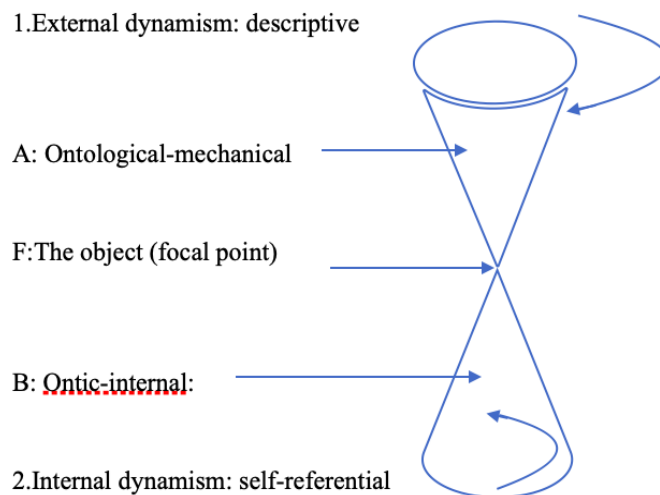 1.External dynamism: descriptive
A: Ontological-mechanical
F:The object (focal point)
B: Ontic-internal:
2.Internal dynamism: self-referential